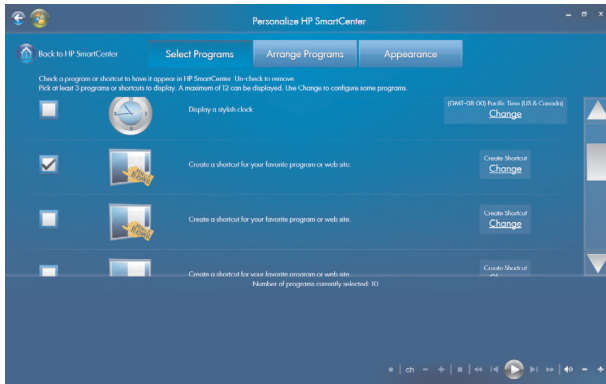 Personalize HP SmartCenter
Back to HP SmartCenter
Select Programs
Arrange Programs
Appearance
Check a program or shortcut to have it appear in HP SmartCenter. Un-check to remove
Pick at least 3 programs or shortcuts to display. A maximum of 12 can be displayed. Use Change to configure some programs.
Display a stylish clock.
(GMT-08:00) Pacific Time (US & Canada)
Change
Create a shortcut for your favorite program or web site.
Create Shortcut
Change
Create a shortcut for your favorite program or web site.
Create Shortcut
Change
Create a shortcut for your favorite program or web site.
Create Shortcut
Number of programs currently selected: 10
ch